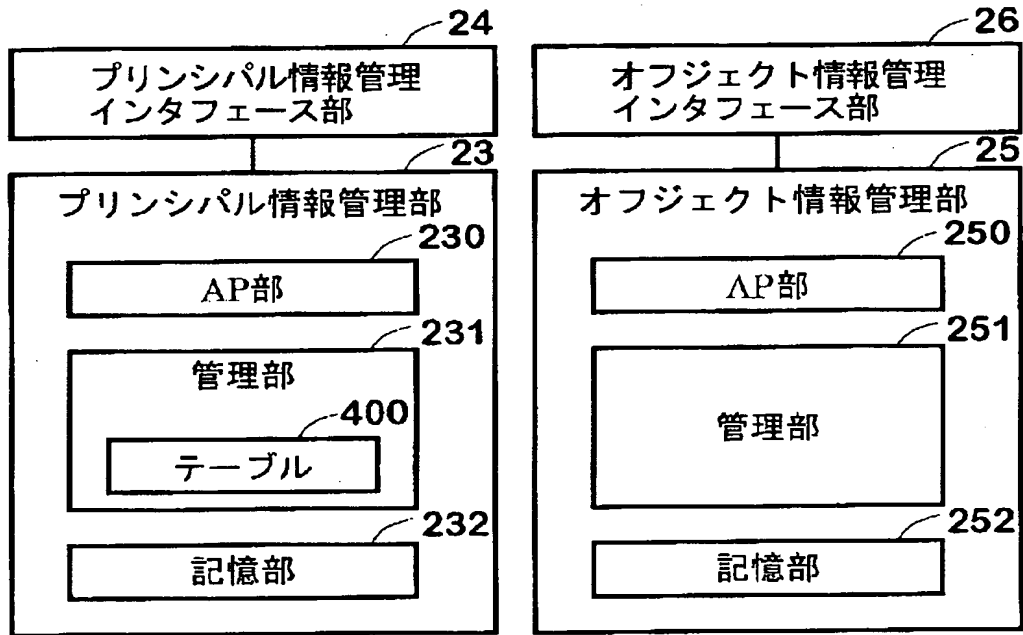 24
プリンシパル情報管理
インタフェース部
23
プリンシパル情報管理部
230
AP部
231
管理部
400
テーブル
232
記憶部
26
オフジェクト情報管理
インタフェース部
25
オフジェクト情報管理部
250
AP部
251
管理部
252
記憶部